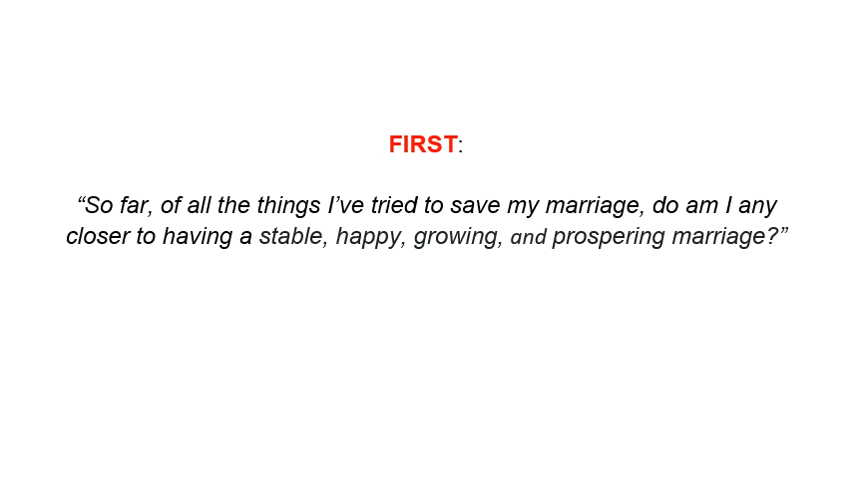 FIRST:
“So far, of all the things I’ve tried to save my marriage, do am I any
closer to having a stable, happy, growing, and prospering marriage?”